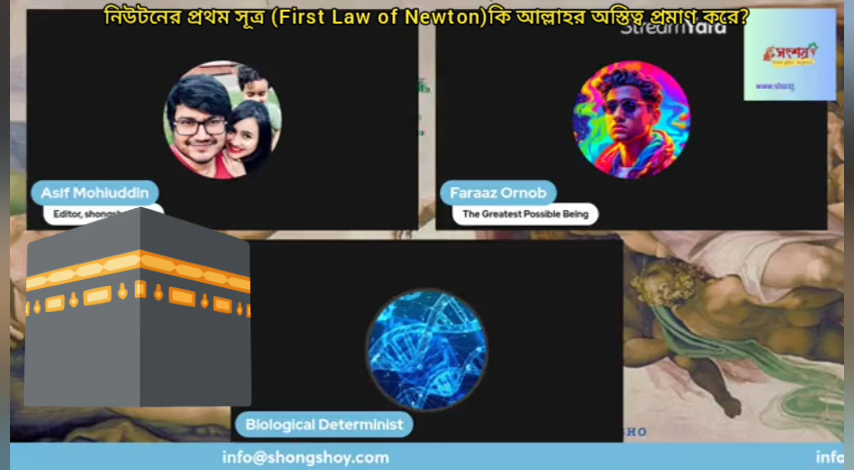 নিউটনের প্রথম সূত্র (First Law of Newton)কি আল্লাহর অস্তিত্ব প্রমাণ করে?
StreamYard
সংশয়
Asif Mohiuddin
Faraaz Ornob
Editor,
The Greatest Possible Being
Biological Determinist
info@shongshoy.com